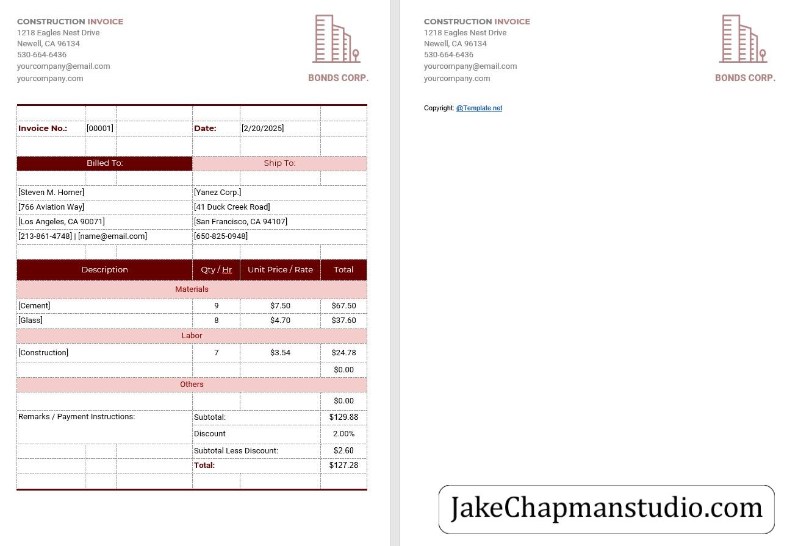 CONSTRUCTION INVOICE
1218 Eagles Nest Drive
Newell, CA 96134
530-664-6436
yourcompany@email.com
yourcompany.com
BONDS CORP.
Invoice No.: [00001] Date: [2/20/2025]
Billed To: Ship To:
[Steven M. Horner] [Yanez Corp.]
[766 Aviation Way] [41 Duck Creek Road]
[Los Angeles, CA 90071] [San Francisco, CA 94107]
[213-861-4748] | [name@email.com] [650-825-0948]
Description Qty / Hr Unit Price / Rate Total
Materials
[Cement] 9 $7.50 $67.50
[Glass] 8 $4.70 $37.60
Labor
[Construction] 7 $3.54 $24.78
$0.00
Others
$0.00
Remarks / Payment Instructions: Subtotal: $129.88
Discount 2.00%
Subtotal Less Discount: $2.60
Total: $127.28
CONSTRUCTION INVOICE
1218 Eagles Nest Drive
Newell, CA 96134
530-664-6436
yourcompany@email.com
yourcompany.com
BONDS CORP.
Copyright: @Template.net
JakeChapmanstudio.com